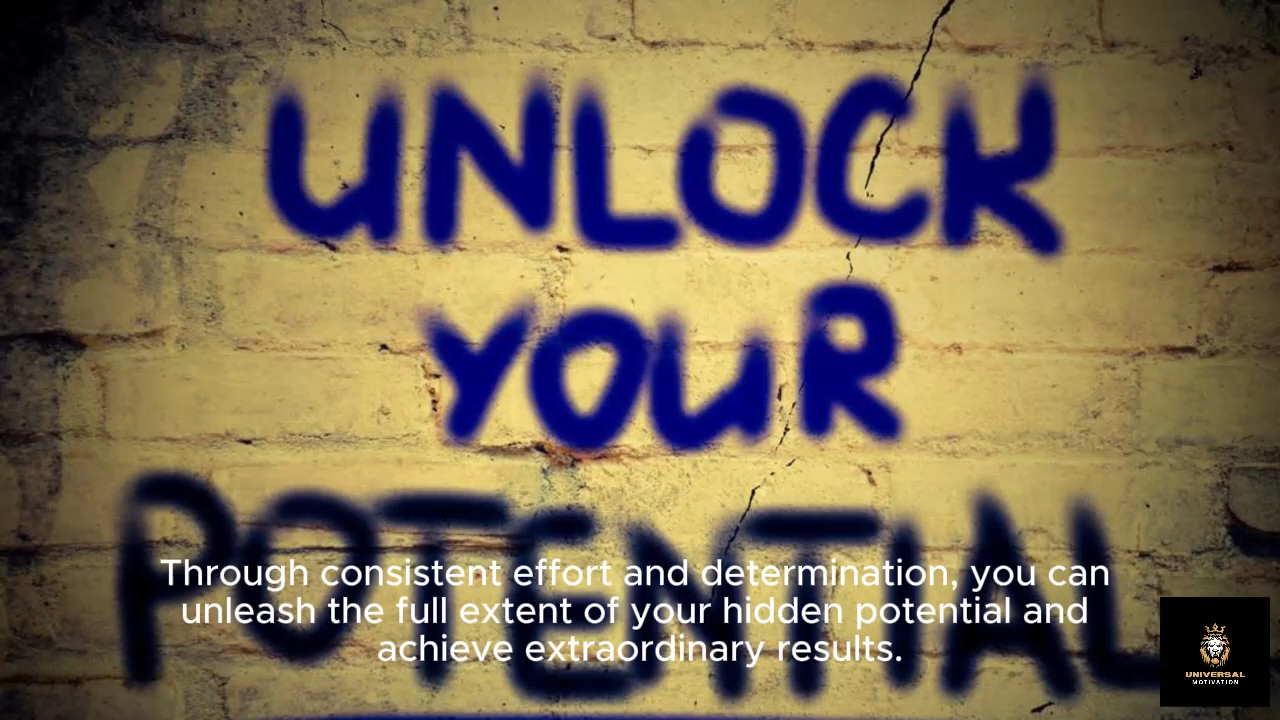 UNLOCK
YOUR
POTENTIAL
Through consistent effort and determination, you can
unleash the full extent of your hidden potential and
achieve extraordinary results.
UNIVERSAL
MOTIVATION